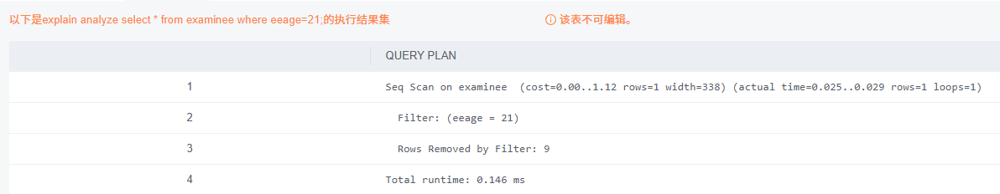 以下是explain analyze select * from examinee where eeage=21;的执行结果集 该表不可编辑。
QUERY PLAN
1 Seq Scan on examinee  (cost=0.00..1.12 rows=1 width=338) (actual time=0.025..0.029 rows=1 loops=1)
2 Filter: (eeage = 21)
3 Rows Removed by Filter: 9
4 Total runtime: 0.146 ms